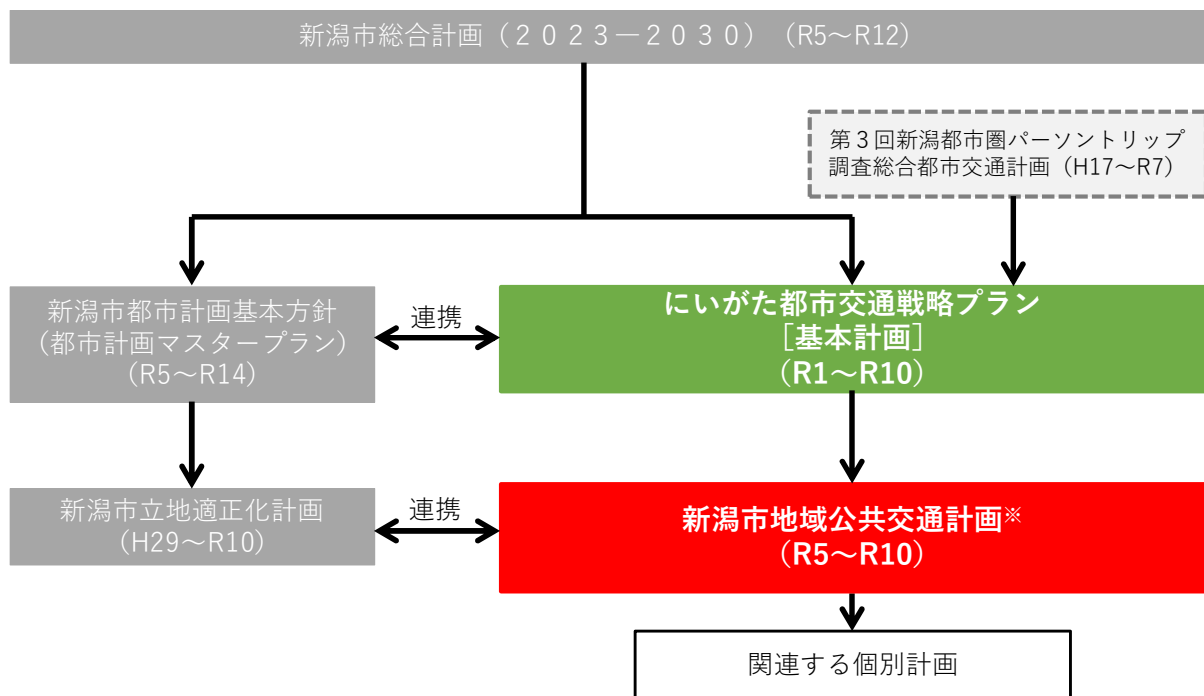 新潟市総合計画（２０２３－２０３０）（R5～R12）
第３回新潟都市圏パーソントリップ
調査総合都市交通計画（H17～R7）
新潟市都市計画基本方針
（都市計画マスタープラン）
（R5～R14）
連携
にいがた都市交通戦略プラン
［基本計画］
（R1～R10）
新潟市立地適正化計画
（H29～R10）
連携
新潟市地域公共交通計画※
（R5～R10）
関連する個別計画